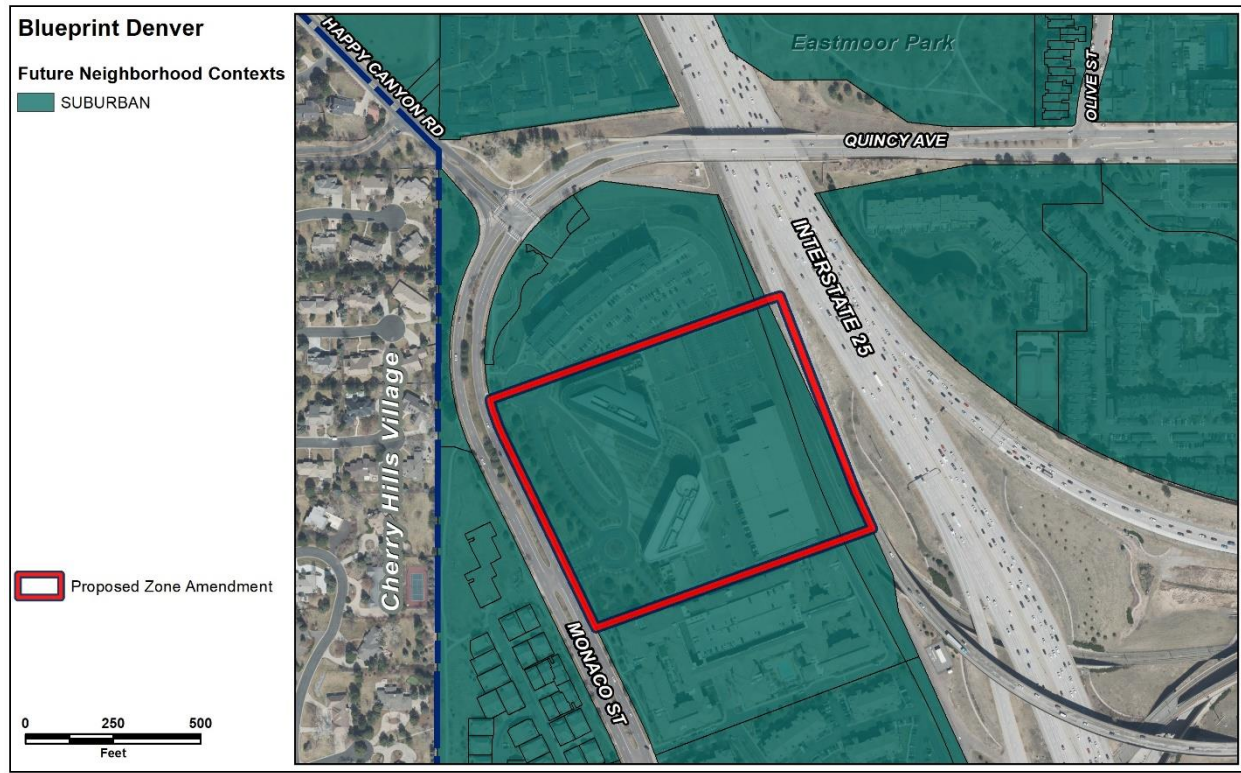 Blueprint Denver
Future Neighborhood Contexts
SUBURBAN
Proposed Zone Amendment
0 250 500
Feet
HAPPY CANYON RD
Eastmoor Park
OLIVE ST
QUINCY AVE
INTERSTATE 25
Cherry Hills Village
MONACO ST